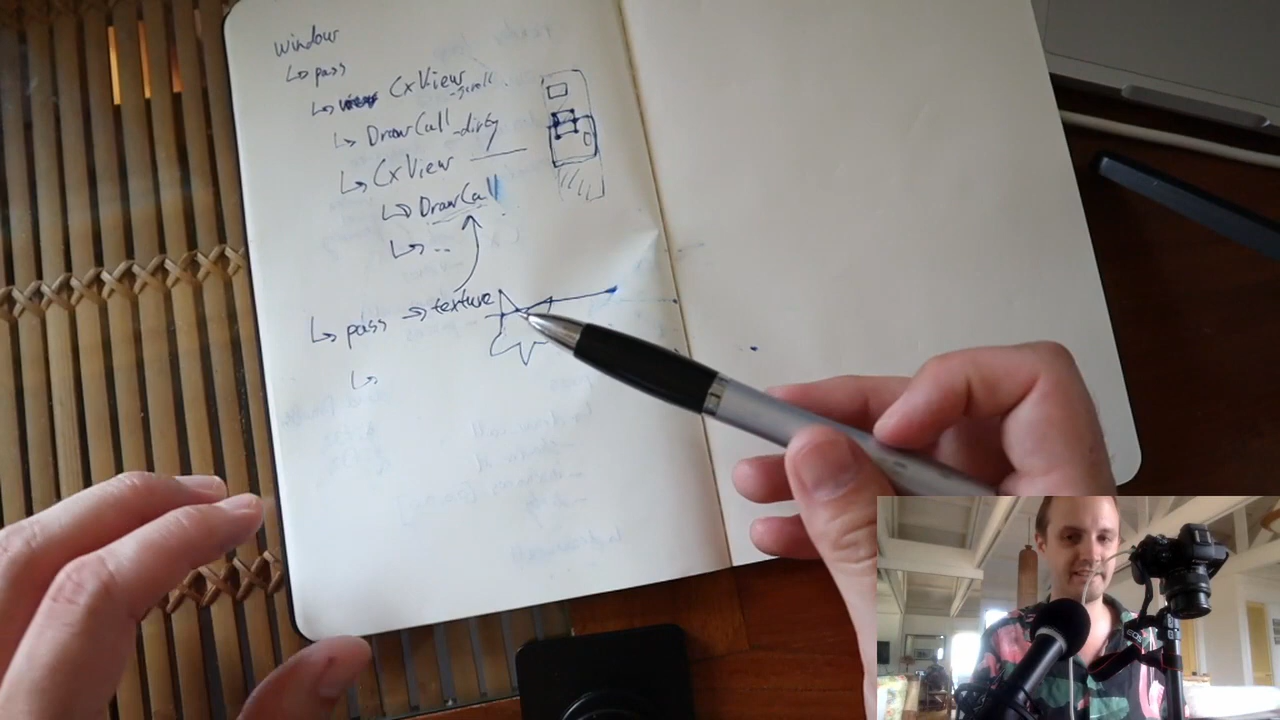 window
↳ pass
↳ CxView -scroll
↳ DrawCall -dirty
↳ CxView
↳ DrawCall
↳ ...
↳ pass → texture
↳